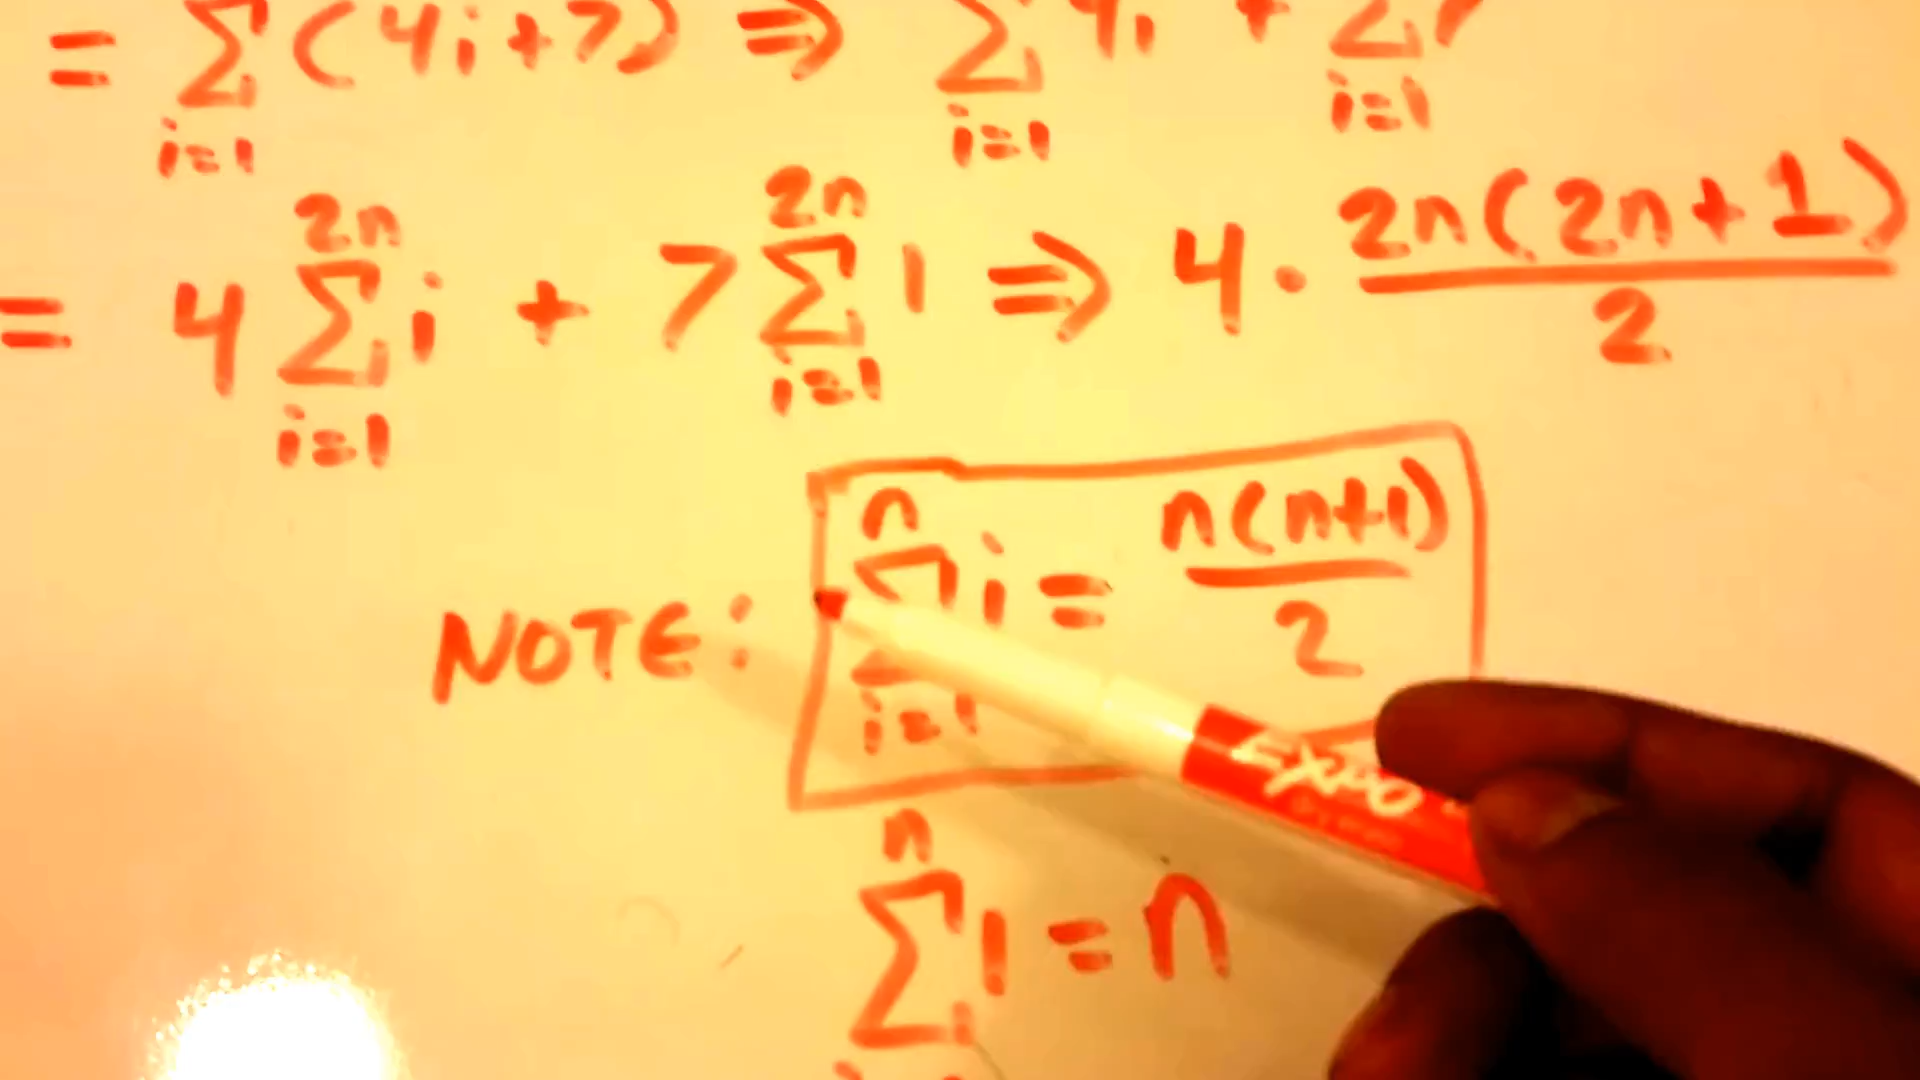 = ∑ (4i+7) ⇒ ∑ 4i + ∑ 7
i=1 i=1 i=1
2n 2n
= 4 ∑ i + 7 ∑ 1 ⇒ 4 · 2n(2n+1)/2
i=1 i=1
n
NOTE: ∑ i = n(n+1)/2
i=1
EXPO
n
∑ 1 = n